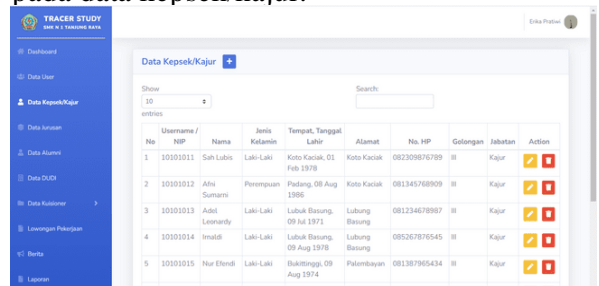 pada data kepsek/kajur.
TRACER STUDY
SMK N 1 TANJUNG RAYA
Erika Pratiwi
Dashboard
Data User
Data Kepsek/Kajur
Data Jurusan
Data Alumni
Data DUDI
Data Kuisioner
Lowongan Pekerjaan
Berita
Laporan
Data Kepsek/Kajur +
Show
10
entries
Search:
No Username / NIP Nama Jenis Kelamin Tempat, Tanggal Lahir Alamat No. HP Golongan Jabatan Action
1 10101011 Sah Lubis Laki-Laki Koto Kaciak, 01 Feb 1978 Koto Kaciak 082309876789 III Kajur
2 10101012 Afni Sumarni Perempuan Padang, 08 Aug 1986 Koto Kaciak 081345768909 III Kajur
3 10101013 Adel Leonardy Laki-Laki Lubuk Basung, 09 Jul 1971 Lubung Basung 081234678987 III Kajur
4 10101014 Irnaldi Laki-Laki Lubuk Basung, 09 Aug 1978 Lubung Basung 085267876545 III Kajur
5 10101015 Nur Efendi Laki-Laki Bukittinggi, 09 Aug 1974 Palembayan 081387965434 III Kajur